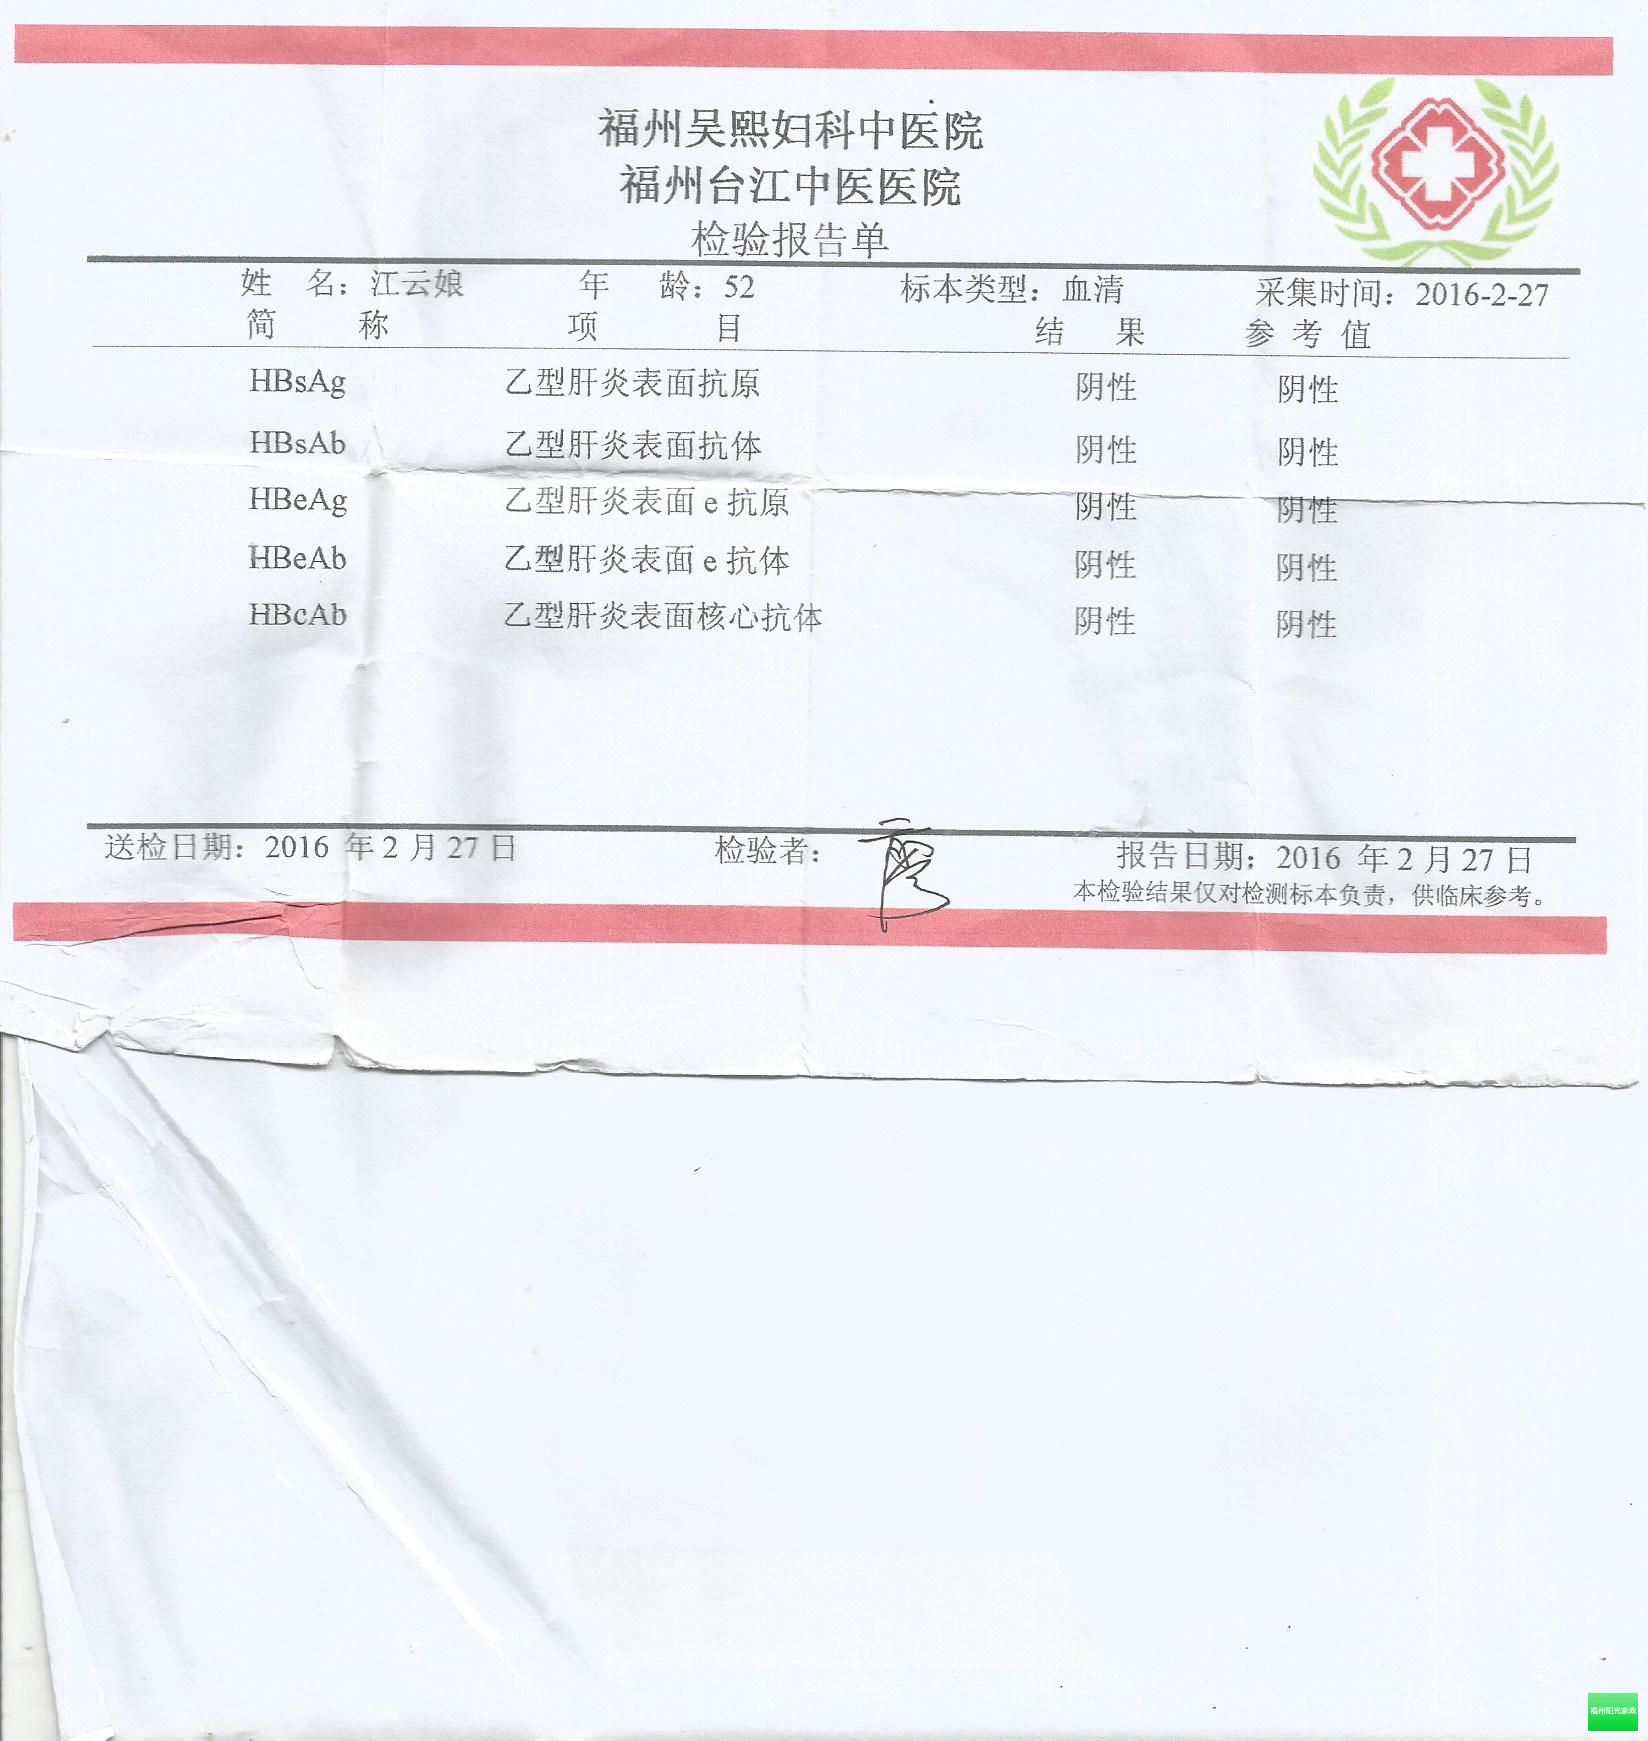 福州吴熙妇科中医院
福州台江中医医院
检验报告单
姓 名：江云娘 年 龄：52 标本类型：血清 采集时间：2016-2-27
简 称 项 目 结 果 参 考 值
HBsAg 乙型肝炎表面抗原 阴性 阴性
HBsAb 乙型肝炎表面抗体 阴性 阴性
HBeAg 乙型肝炎表面 e 抗原 阴性 阴性
HBeAb 乙型肝炎表面 e 抗体 阴性 阴性
HBcAb 乙型肝炎表面核心抗体 阴性 阴性
送检日期：2016 年 2 月 27 日 检验者： 报告日期：2016 年 2 月 27 日
本检验结果仅对检测标本负责，供临床参考。
福州阳光家政